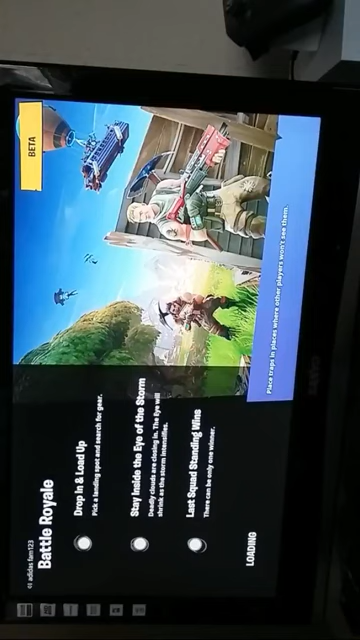 adidas fam123
Battle Royale
Drop In & Load Up
Pick a landing spot and search for gear.
Stay Inside the Eye of the Storm
Deadly clouds are closing in. The Eye will
shrink as the storm intensifies.
Last Squad Standing Wins
There can be only one winner.
LOADING
BETA
Place traps in places where other players won't see them.